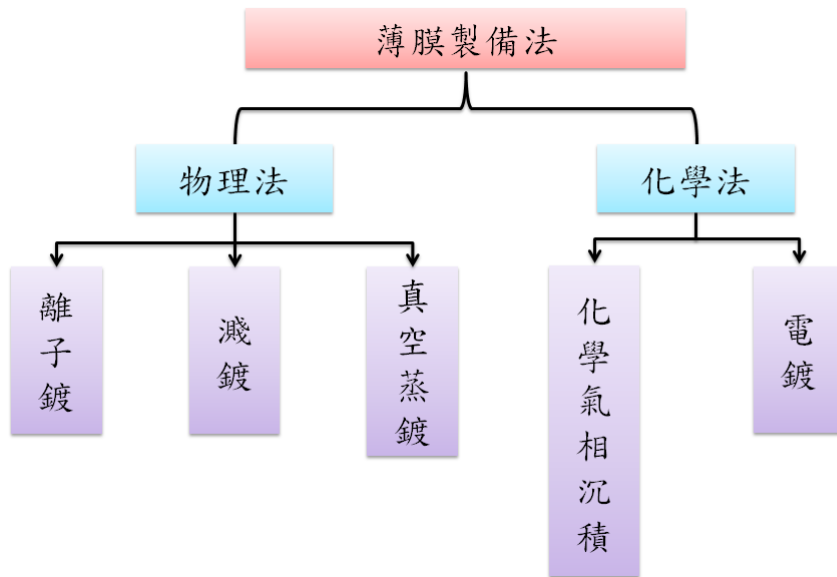 薄膜製備法
物理法
化學法
離子鍍
濺鍍
真空蒸鍍
化學氣相沉積
電鍍